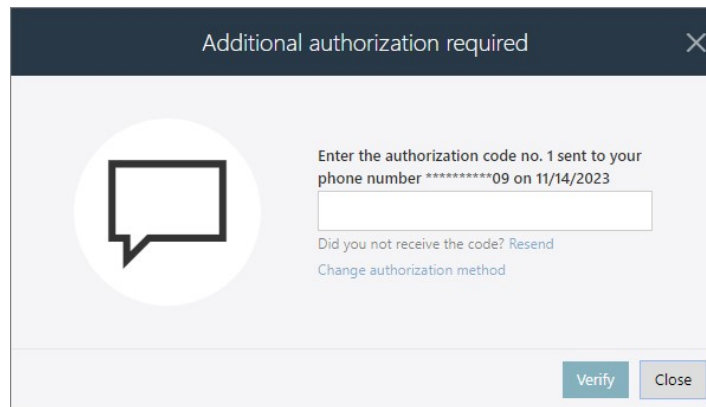 Additional authorization required
Enter the authorization code no. 1 sent to your
phone number **********09 on 11/14/2023
Did you not receive the code? Resend
Change authorization method
Verify
Close